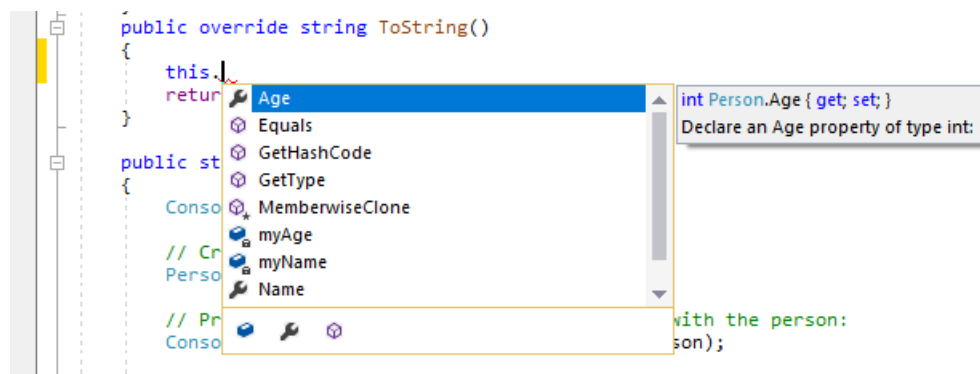 public override string ToString()
{
this.
retur
Age
int Person.Age { get; set; }
Declare an Age property of type int:
}
Equals
GetHashCode
public st
GetType
{
Conso
MemberwiseClone
myAge
// Cr
myName
Perso
Name
// Pr
with the person:
Conso
son);